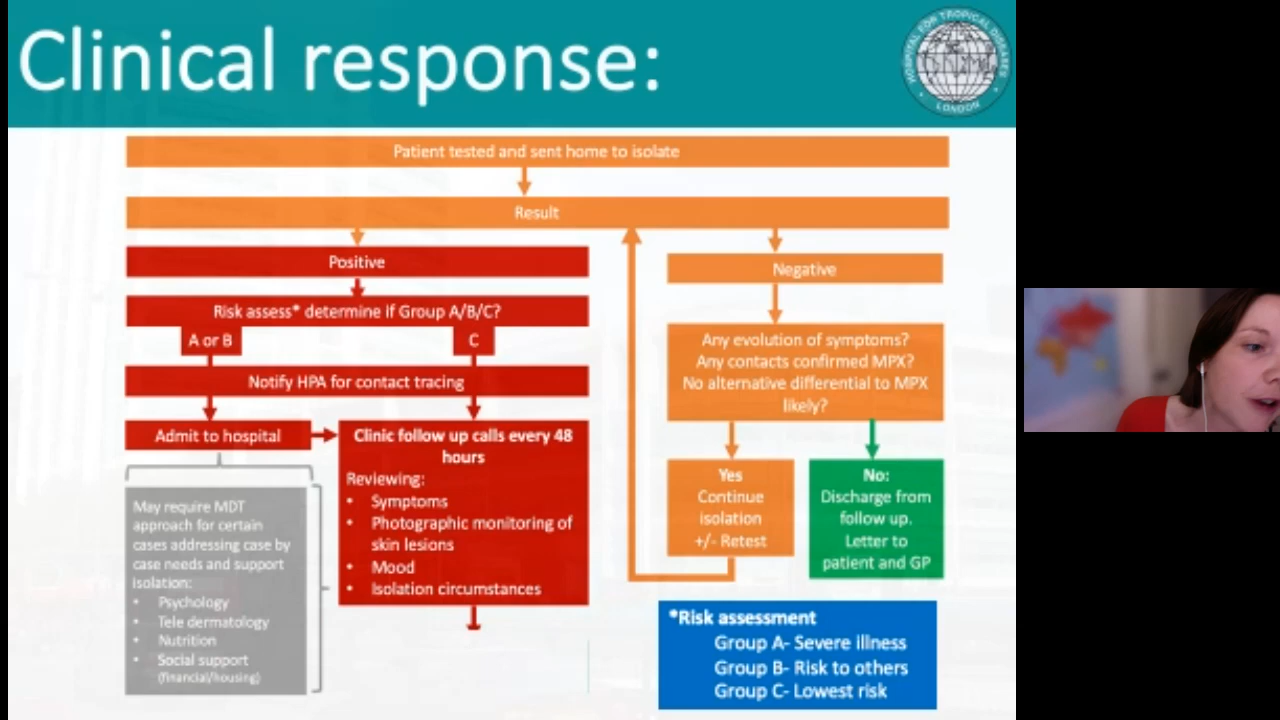 Clinical response:
HOSPITAL FOR TROPICAL DISEASES
LONDON
Patient tested and sent home to isolate
Result
Positive
Risk assess* determine if Group A/B/C?
A or B
C
Notify HPA for contact tracing
Admit to hospital
May require MDT
approach for certain
cases addressing case by
case needs and support
isolation:
• Psychology
• Tele dermatology
• Nutrition
• Social support
(financial/housing)
Clinic follow up calls every 48
hours
Reviewing:
• Symptoms
• Photographic monitoring of
skin lesions
• Mood
• Isolation circumstances
Negative
Any evolution of symptoms?
Any contacts confirmed MPX?
No alternative differential to MPX
likely?
Yes
Continue
isolation
+/- Retest
No:
Discharge from
follow up.
Letter to
patient and GP
*Risk assessment
Group A- Severe illness
Group B- Risk to others
Group C- Lowest risk